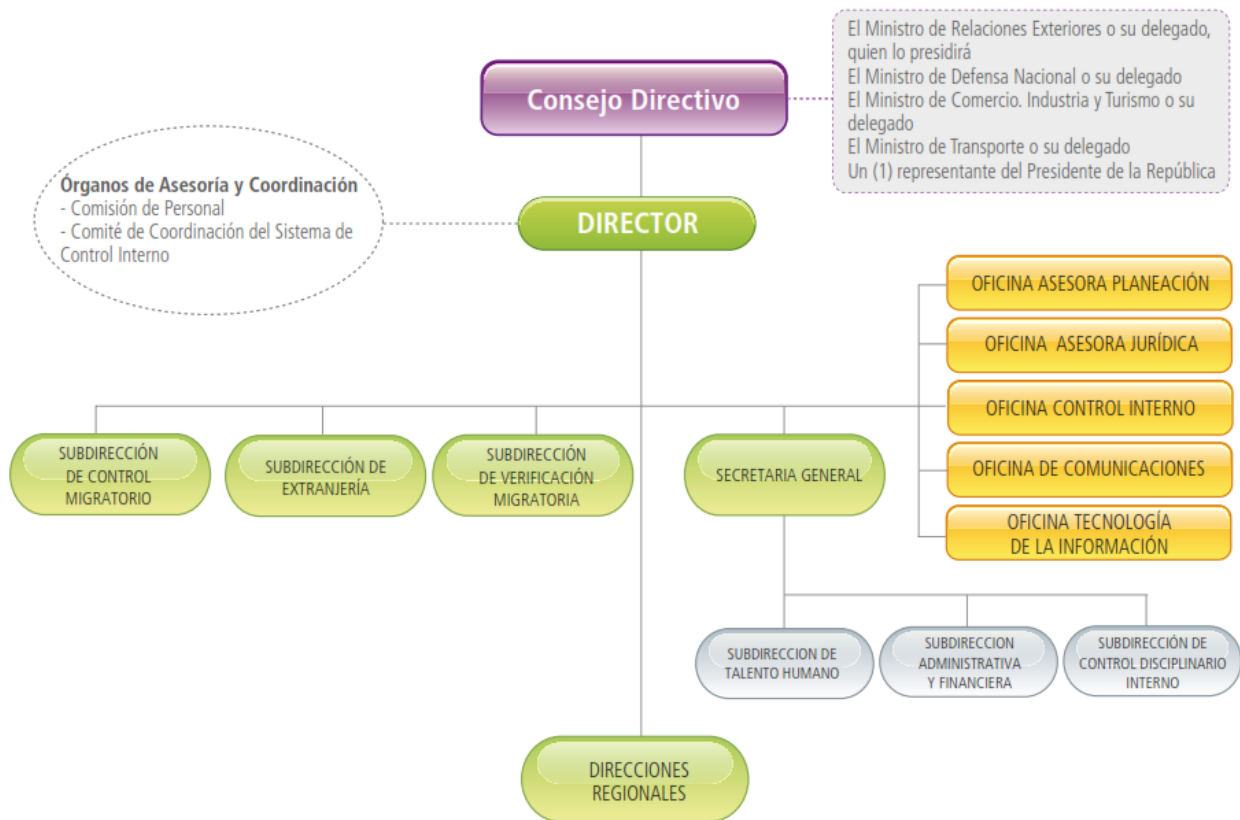 El Ministro de Relaciones Exteriores o su delegado,
quien lo presidirá
El Ministro de Defensa Nacional o su delegado
El Ministro de Comercio. Industria y Turismo o su
delegado
El Ministro de Transporte o su delegado
Un (1) representante del Presidente de la República
Consejo Directivo
Órganos de Asesoría y Coordinación
- Comisión de Personal
- Comité de Coordinación del Sistema de
Control Interno
DIRECTOR
OFICINA ASESORA PLANEACIÓN
OFICINA ASESORA JURÍDICA
OFICINA CONTROL INTERNO
OFICINA DE COMUNICACIONES
OFICINA TECNOLOGÍA
DE LA INFORMACIÓN
SUBDIRECCIÓN
DE CONTROL
MIGRATORIO
SUBDIRECCIÓN DE
EXTRANJERÍA
SUBDIRECCIÓN
DE VERIFICACIÓN
MIGRATORIA
SECRETARIA GENERAL
SUBDIRECCION DE
TALENTO HUMANO
SUBDIRECCION
ADMINISTRATIVA
Y FINANCIERA
SUBDIRECCIÓN DE
CONTROL DISCIPLINARIO
INTERNO
DIRECCIONES
REGIONALES